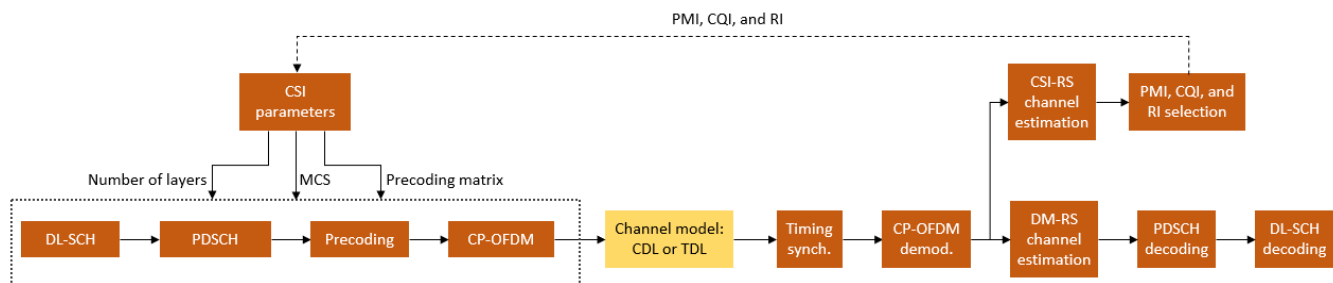 PMI, CQI, and RI
CSI
parameters
CSI-RS
channel
estimation
PMI, CQI, and
RI selection
Number of layers
MCS
Precoding matrix
DL-SCH
PDSCH
Precoding
CP-OFDM
Channel model:
CDL or TDL
Timing
synch.
CP-OFDM
demod.
DM-RS
channel
estimation
PDSCH
decoding
DL-SCH
decoding